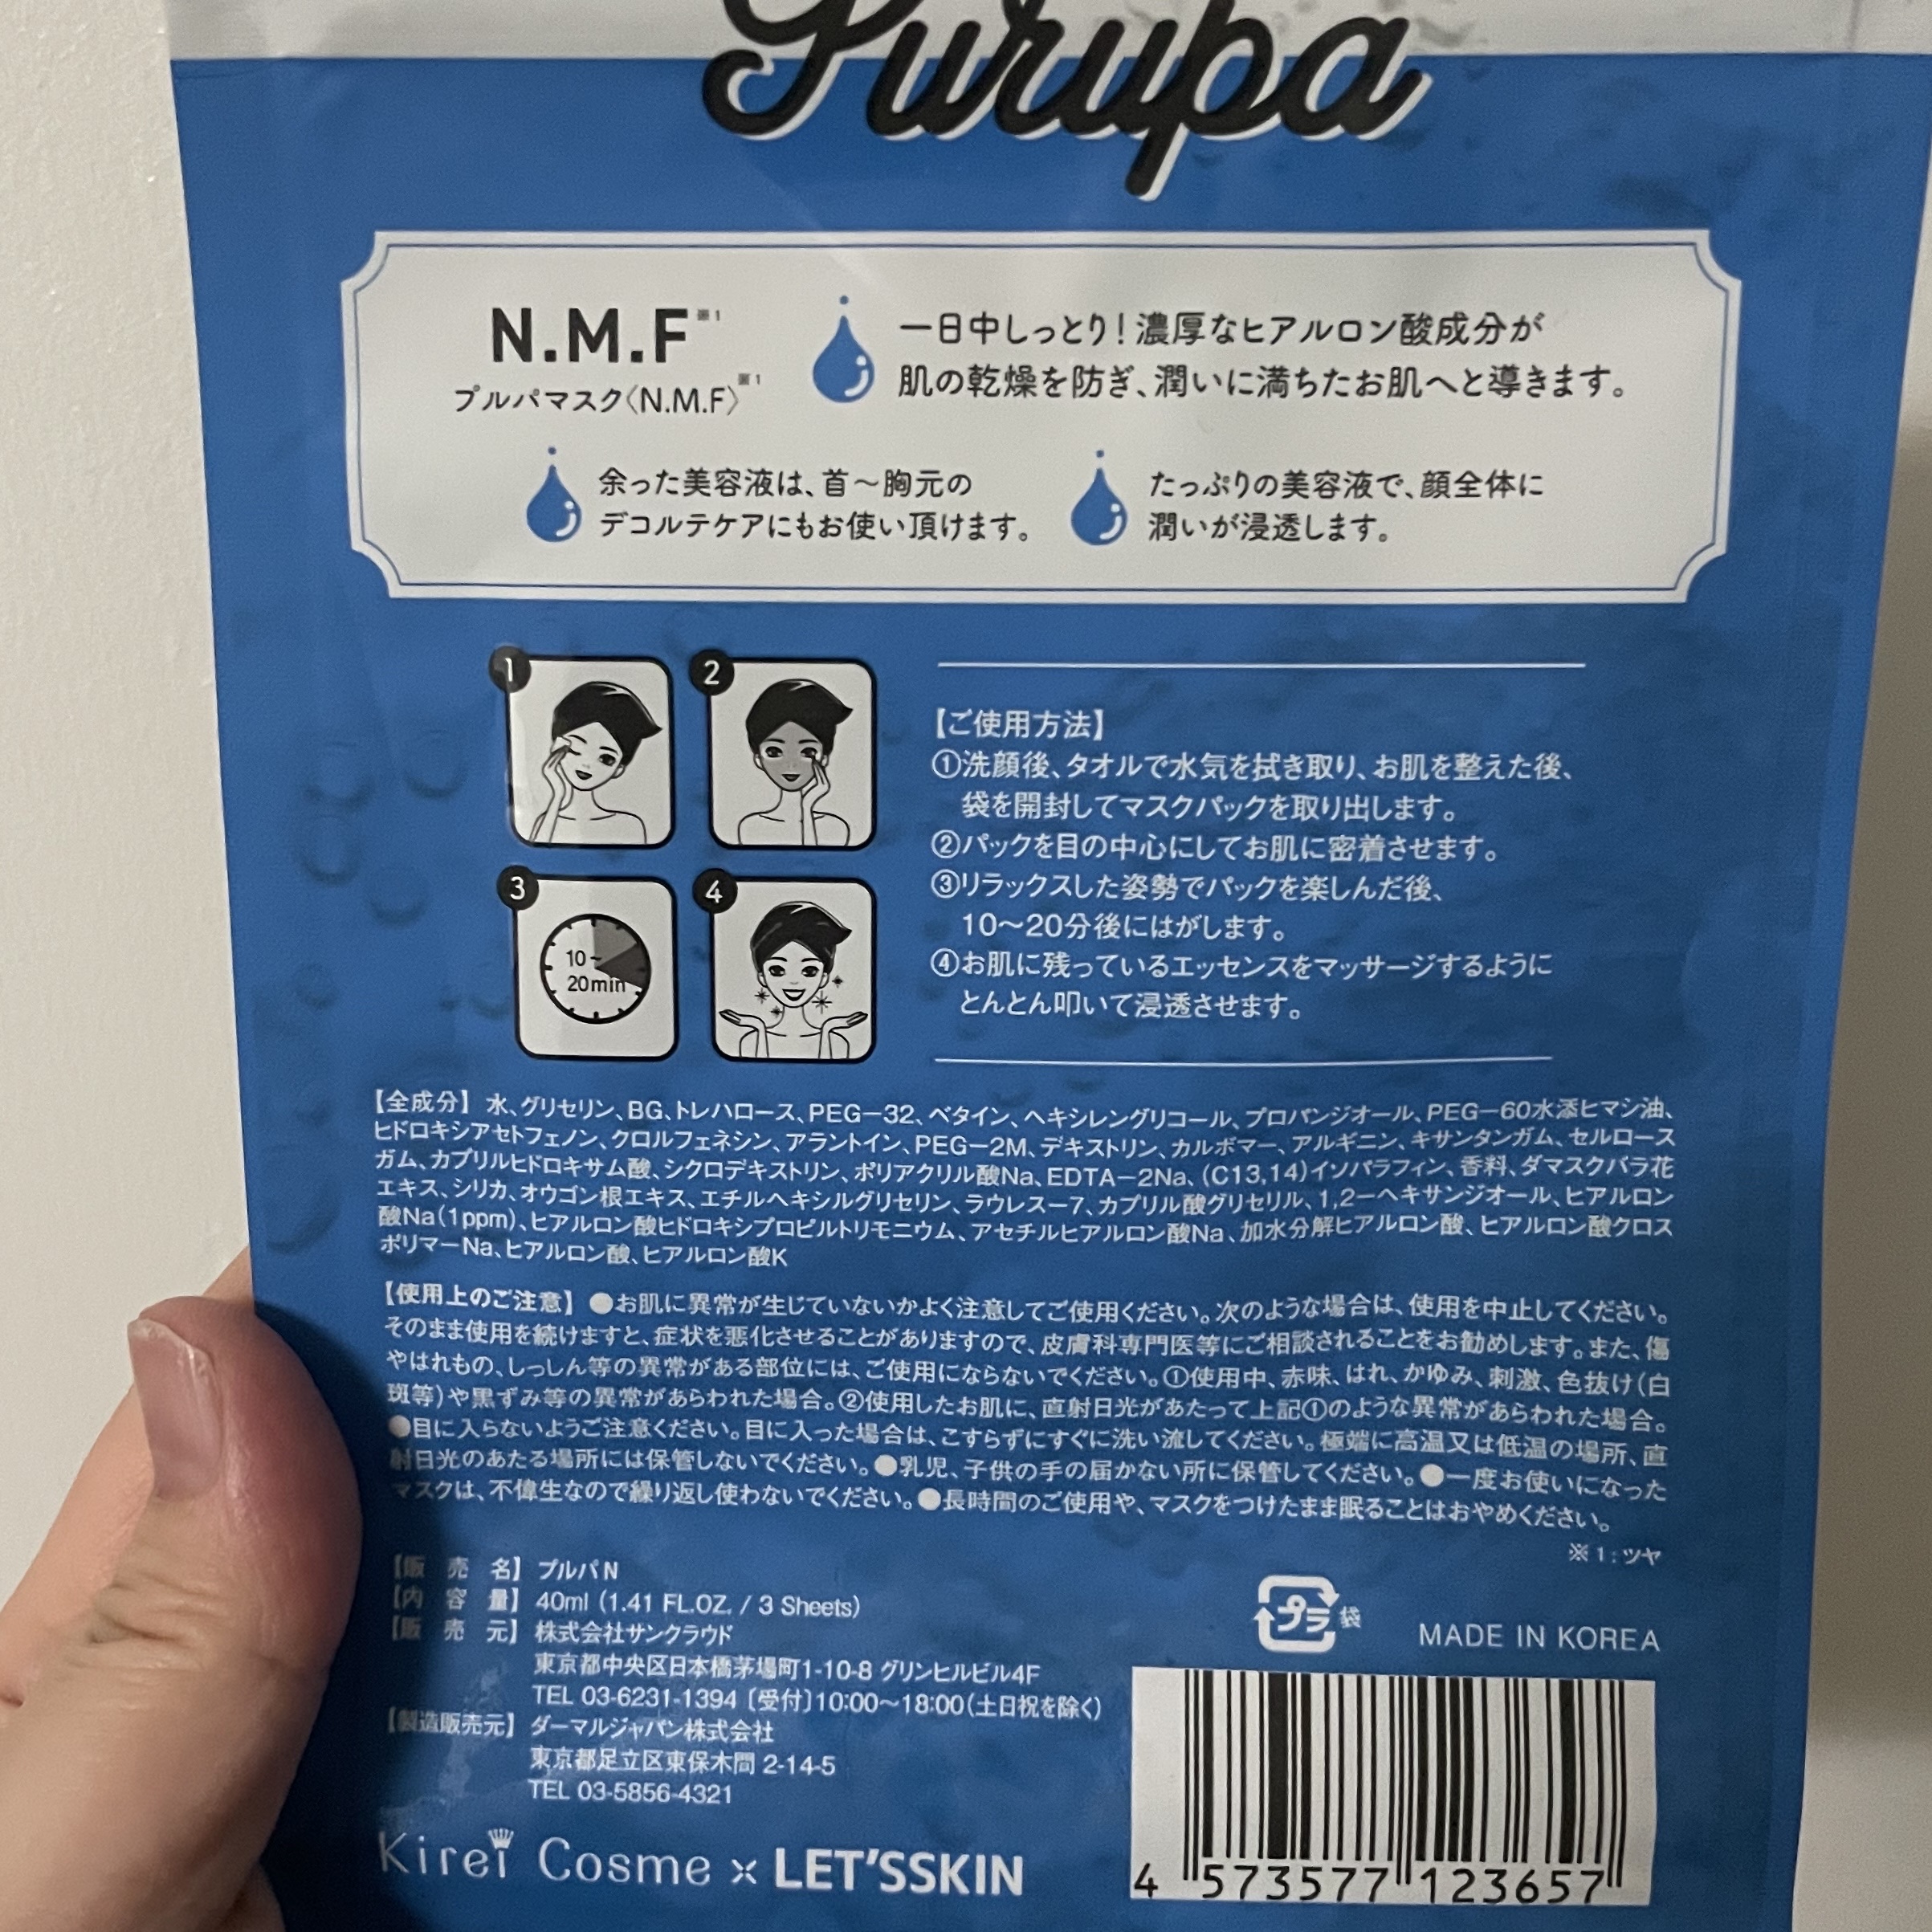 Purupa
N.M.F※1
プルパマスク〈N.M.F〉※1
一日中しっとり！濃厚なヒアルロン酸成分が
肌の乾燥を防ぎ、潤いに満ちたお肌へと導きます。
余った美容液は、首〜胸元の
デコルテケアにもお使い頂けます。
たっぷりの美容液で、顔全体に
潤いが浸透します。
1
2
3
10~
20min
4
【ご使用方法】
①洗顔後、タオルで水気を拭き取り、お肌を整えた後、
袋を開封してマスクパックを取り出します。
②パックを目の中心にしてお肌に密着させます。
③リラックスした姿勢でパックを楽しんだ後、
10〜20分後にはがします。
④お肌に残っているエッセンスをマッサージするように
とんとん叩いて浸透させます。
【全成分】水、グリセリン、BG、トレハロース、PEG−32、ベタイン、ヘキシレングリコール、プロパンジオール、PEG−60水添ヒマシ油、
ヒドロキシアセトフェノン、クロルフェネシン、アラントイン、PEG−2M、デキストリン、カルボマー、アルギニン、キサンタンガム、セルロース
ガム、カプリルヒドロキサム酸、シクロデキストリン、ポリアクリル酸Na、EDTA−2Na、(C13,14)イソパラフィン、香料、ダマスクバラ花
エキス、シリカ、オウゴン根エキス、エチルヘキシルグリセリン、ラウレス−7、カプリル酸グリセリル、1,2−ヘキサンジオール、ヒアルロン
酸Na(1ppm)、ヒアルロン酸ヒドロキシプロピルトリモニウム、アセチルヒアルロン酸Na、加水分解ヒアルロン酸、ヒアルロン酸クロス
ポリマーNa、ヒアルロン酸、ヒアルロン酸K
【使用上のご注意】●お肌に異常が生じていないかよく注意してご使用ください。次のような場合は、使用を中止してください。
そのまま使用を続けますと、症状を悪化させることがありますので、皮膚科専門医等にご相談されることをお勧めします。また、傷
やはれもの、しっしん等の異常がある部位には、ご使用にならないでください。①使用中、赤味、はれ、かゆみ、刺激、色抜け(白
斑等)や黒ずみ等の異常があらわれた場合。②使用したお肌に、直射日光があたって上記①のような異常があらわれた場合。
●目に入らないようご注意ください。目に入った場合は、こすらずにすぐに洗い流してください。極端に高温又は低温の場所、直
射日光のあたる場所には保管しないでください。●乳児、子供の手の届かない所に保管してください。●一度お使いになった
マスクは、不偉生なので繰り返し使わないでください。●長時間のご使用や、マスクをつけたまま眠ることはおやめください。
※1：ツヤ
【販売名】プルパN
【内容量】40ml (1.41 FL.OZ. / 3 Sheets)
【販売元】株式会社サンクラウド
東京都中央区日本橋茅場町1-10-8 グリンヒルビル4F
TEL 03-6231-1394〔受付〕10:00〜18:00(土日祝を除く)
【製造販売元】ダーマルジャパン株式会社
東京都足立区東保木間 2-14-5
TEL 03-5856-4321
プラ 袋
MADE IN KOREA
Kirei Cosme × LET'SSKIN
4 573577 123657